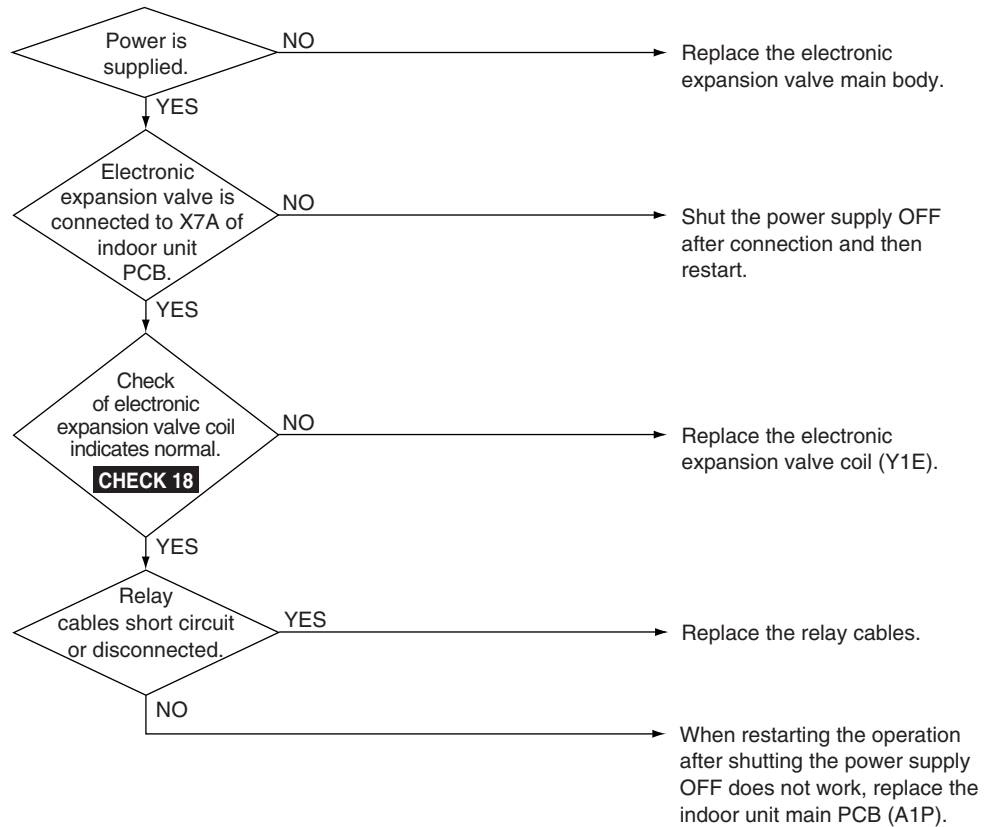 Power is
supplied.
NO
Replace the electronic
expansion valve main body.
YES
Electronic
expansion valve is
connected to X7A of
indoor unit
PCB.
NO
Shut the power supply OFF
after connection and then
restart.
YES
Check
of electronic
expansion valve coil
indicates normal.
CHECK 18
NO
Replace the electronic
expansion valve coil (Y1E).
YES
Relay
cables short circuit
or disconnected.
YES
Replace the relay cables.
NO
When restarting the operation
after shutting the power supply
OFF does not work, replace the
indoor unit main PCB (A1P).